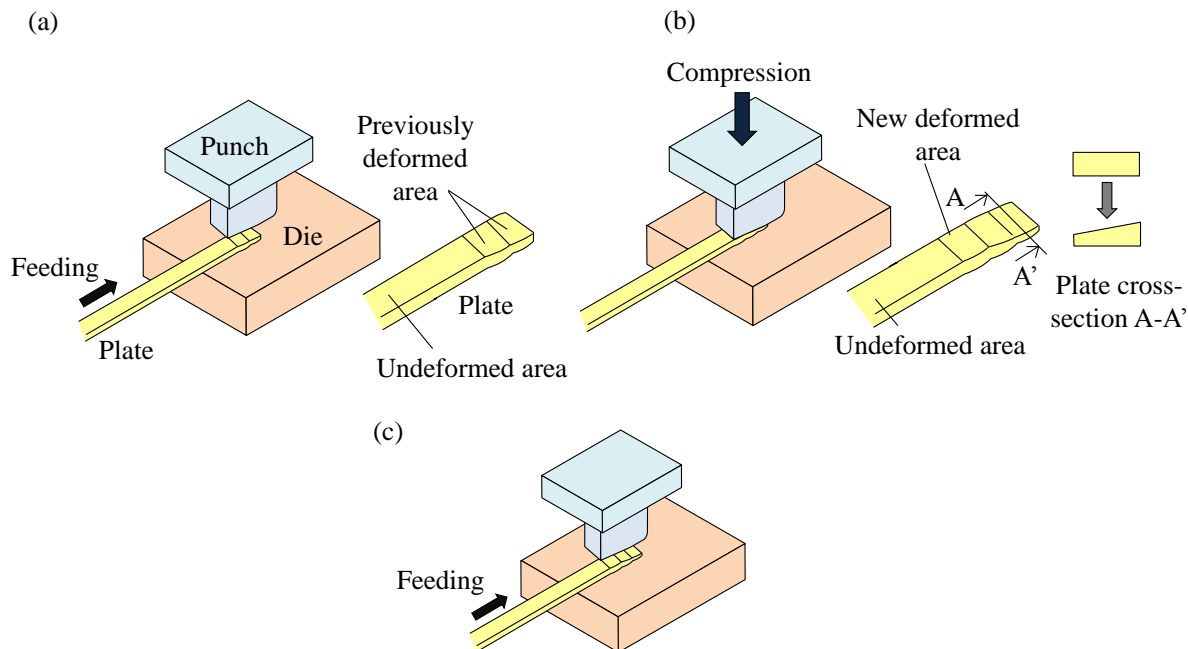 (a)
Punch
Previously
deformed
area
Die
Feeding
Plate
Plate
Undeformed area
(b)
Compression
New deformed
area
A
A’
Undeformed area
Plate cross-
section A-A’
(c)
Feeding